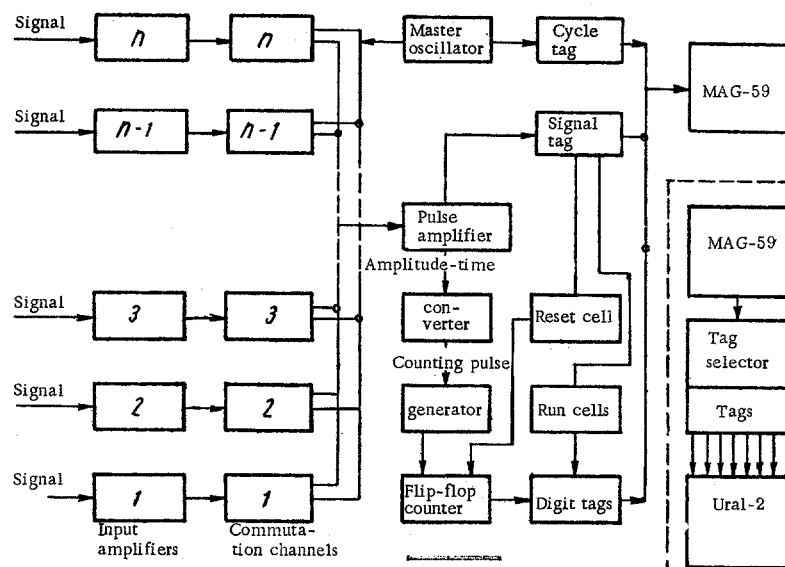 Signal
n
n
Master
oscillator
Cycle
tag
MAG-59
Signal
n-1
n-1
Signal
tag
Pulse
amplifier
MAG-59
Amplitude-time
Signal
3
3
con-
verter
Reset cell
Tag
selector
Counting pulse
Signal
2
2
generator
Run cells
Tags
Signal
1
1
Flip-flop
counter
Digit tags
Ural-2
Input
amplifiers
Commuta-
tion channels